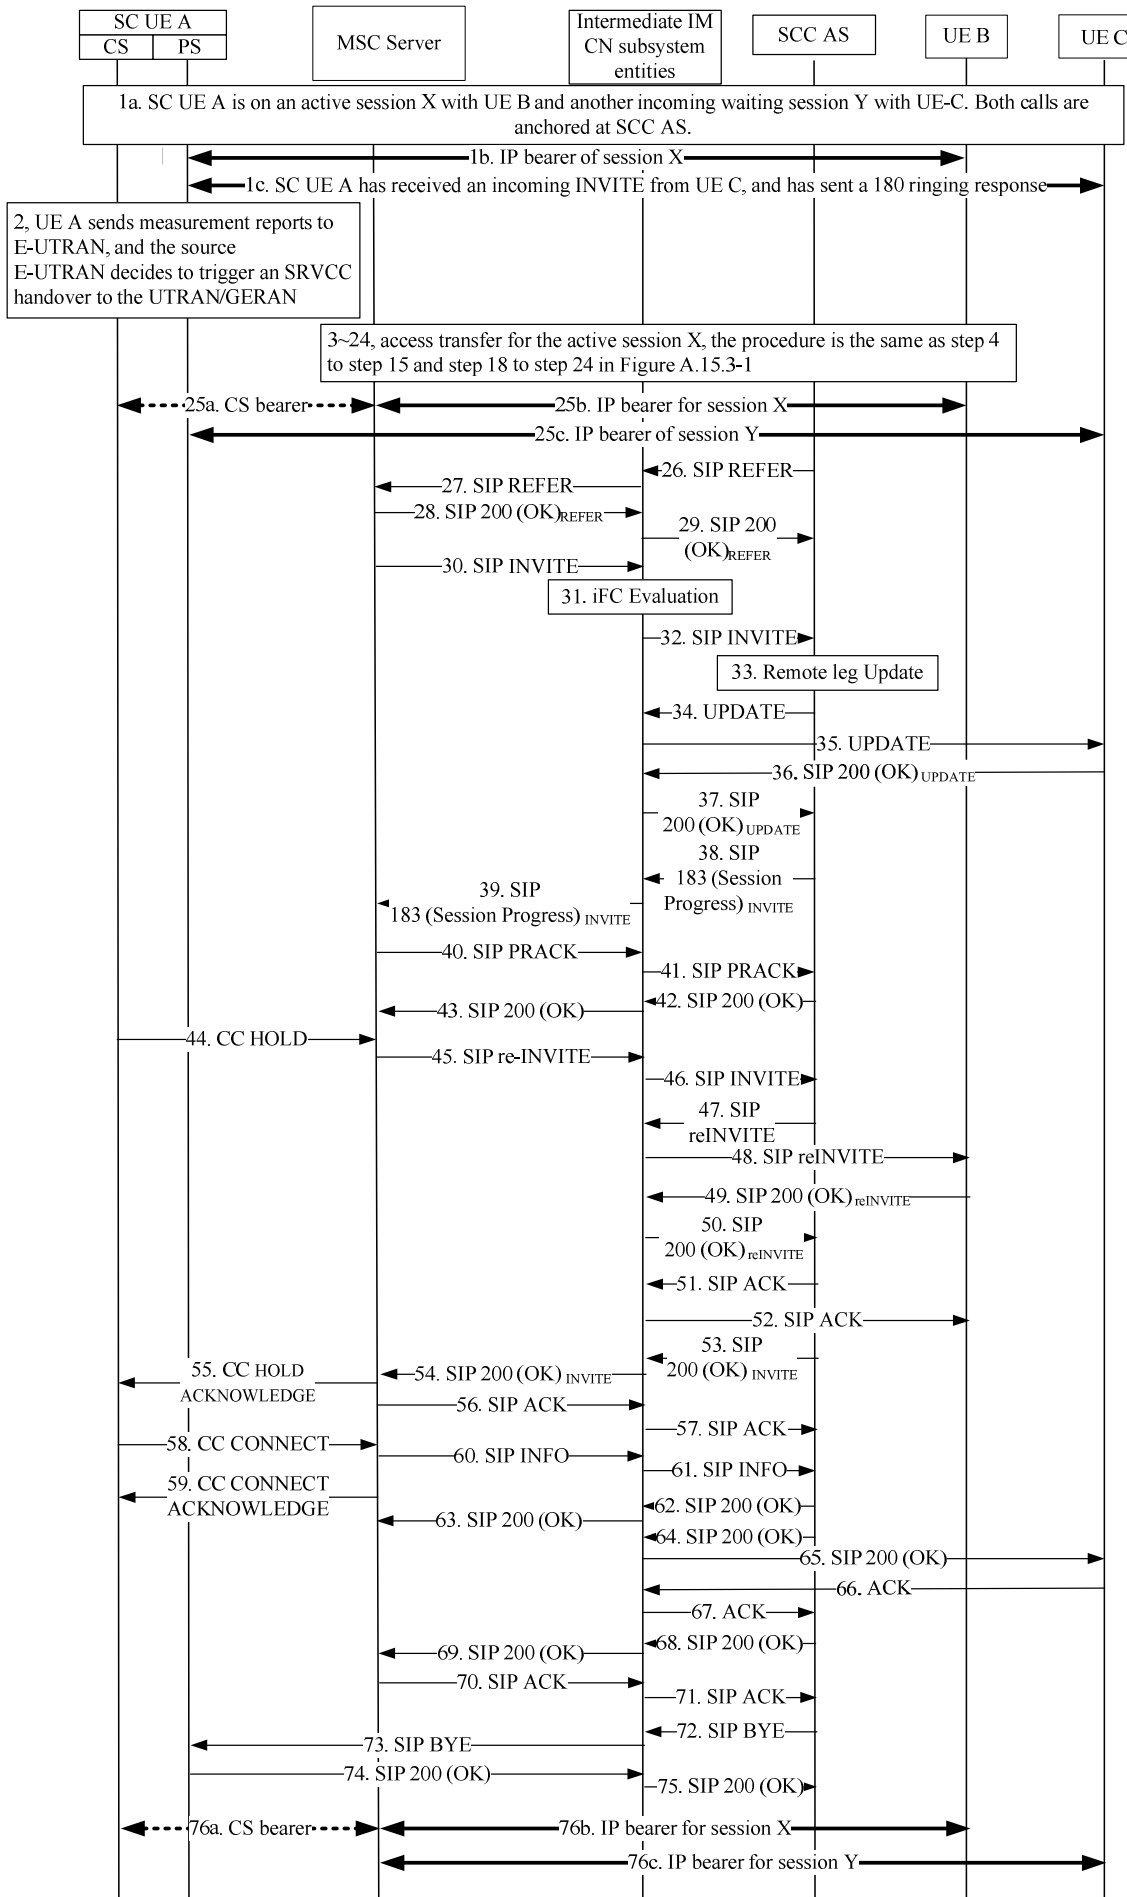 SC UE A
CS
PS
MSC Server
Intermediate IM
CN subsystem
entities
SCC AS
UE B
UE C
1a. SC UE A is on an active session X with UE B and another incoming waiting session Y with UE-C. Both calls are
anchored at SCC AS.
1b. IP bearer of session X
1c. SC UE A has received an incoming INVITE from UE C, and has sent a 180 ringing response
2, UE A sends measurement reports to
E-UTRAN, and the source
E-UTRAN decides to trigger an SRVCC
handover to the UTRAN/GERAN
3~24, access transfer for the active session X, the procedure is the same as step 4
to step 15 and step 18 to step 24 in Figure A.15.3-1
25a. CS bearer
25b. IP bearer for session X
25c. IP bearer of session Y
26. SIP REFER
27. SIP REFER
28. SIP 200 (OK)REFER
29. SIP 200
(OK)REFER
30. SIP INVITE
31. iFC Evaluation
32. SIP INVITE
33. Remote leg Update
34. UPDATE
35. UPDATE
36. SIP 200 (OK) UPDATE
37. SIP
200 (OK) UPDATE
38. SIP
183 (Session
Progress) INVITE
39. SIP
183 (Session Progress) INVITE
40. SIP PRACK
41. SIP PRACK
42. SIP 200 (OK)
43. SIP 200 (OK)
44. CC HOLD
45. SIP re-INVITE
46. SIP INVITE
47. SIP
reINVITE
48. SIP reINVITE
49. SIP 200 (OK) reINVITE
50. SIP
200 (OK) reINVITE
51. SIP ACK
52. SIP ACK
53. SIP
200 (OK) INVITE
54. SIP 200 (OK) INVITE
55. CC HOLD
ACKNOWLEDGE
56. SIP ACK
57. SIP ACK
58. CC CONNECT
60. SIP INFO
61. SIP INFO
59. CC CONNECT
ACKNOWLEDGE
62. SIP 200 (OK)
63. SIP 200 (OK)
64. SIP 200 (OK)
65. SIP 200 (OK)
66. ACK
67. ACK
68. SIP 200 (OK)
69. SIP 200 (OK)
70. SIP ACK
71. SIP ACK
72. SIP BYE
73. SIP BYE
74. SIP 200 (OK)
75. SIP 200 (OK)
76a. CS bearer
76b. IP bearer for session X
76c. IP bearer for session Y